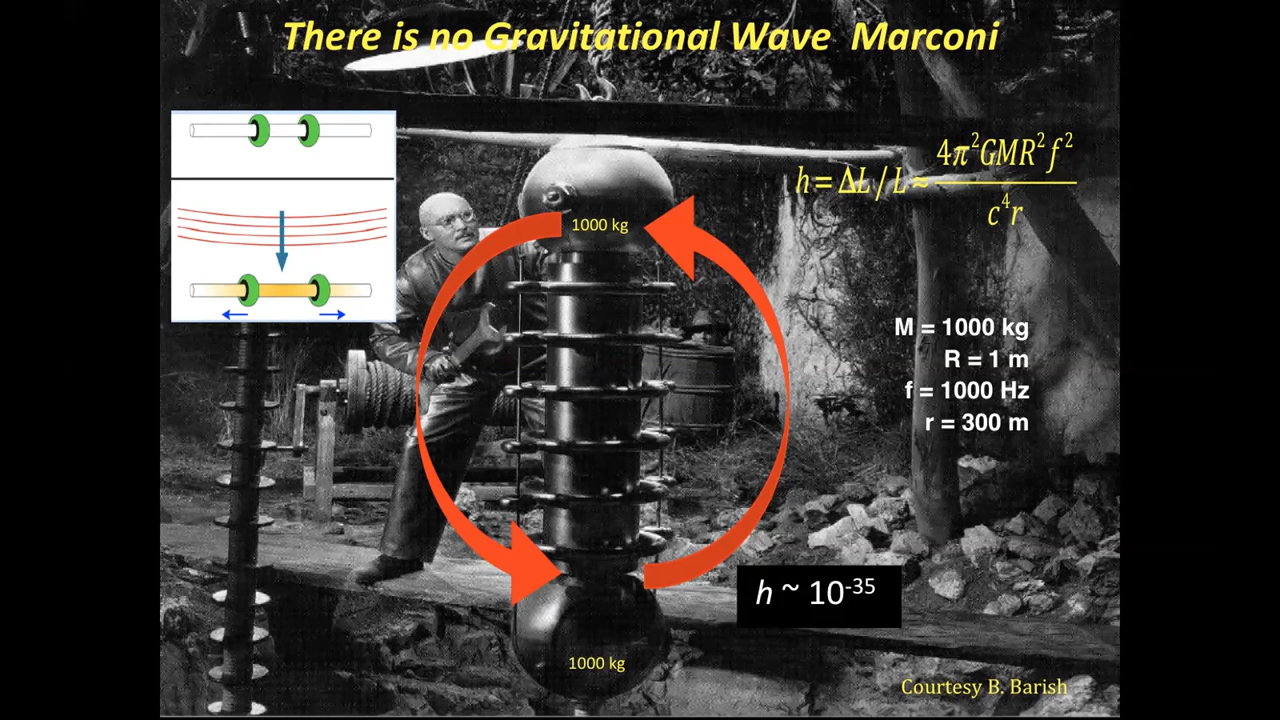 There is no Gravitational Wave Marconi
h = ΔL / L ≈ 4π²GMR²f² / c⁴r
1000 kg
M = 1000 kg
R = 1 m
f = 1000 Hz
r = 300 m
h ~ 10⁻³⁵
1000 kg
Courtesy B. Barish